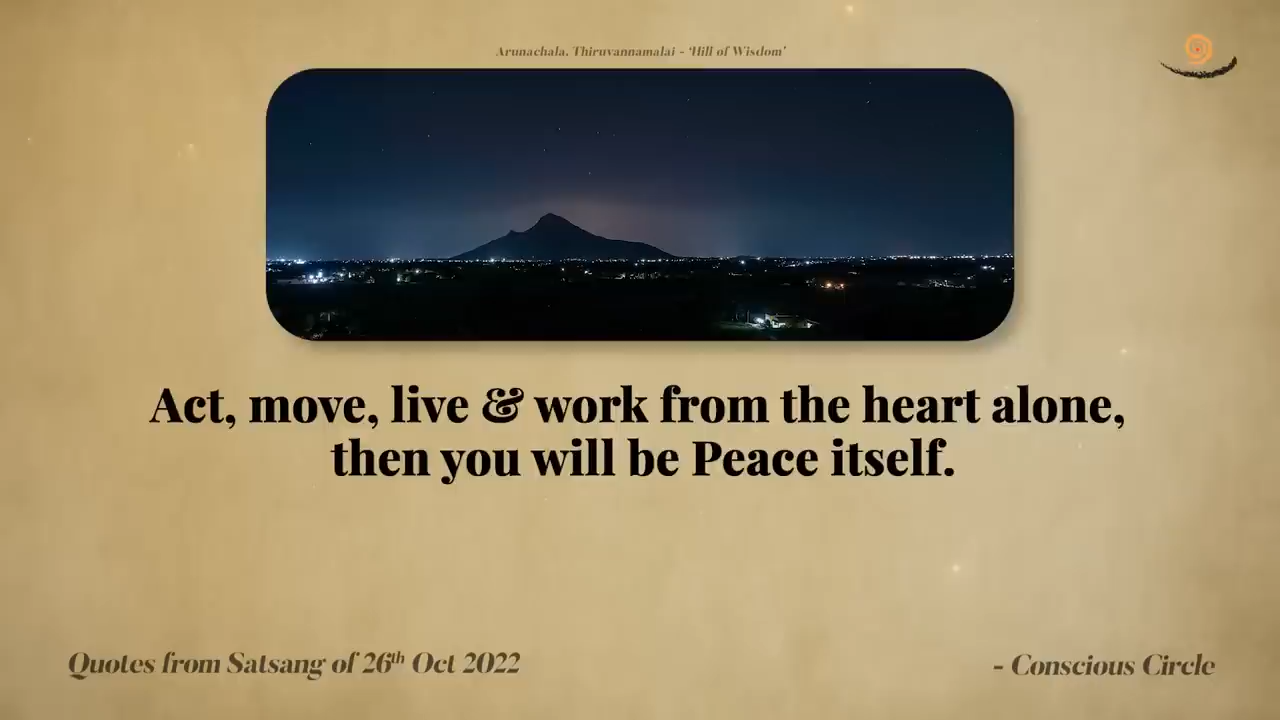 Arunachala, Thiruvannamalai - 'Hill of Wisdom'
Act, move, live & work from the heart alone,
then you will be Peace itself.
Quotes from Satsang of 26th Oct 2022
- Conscious Circle